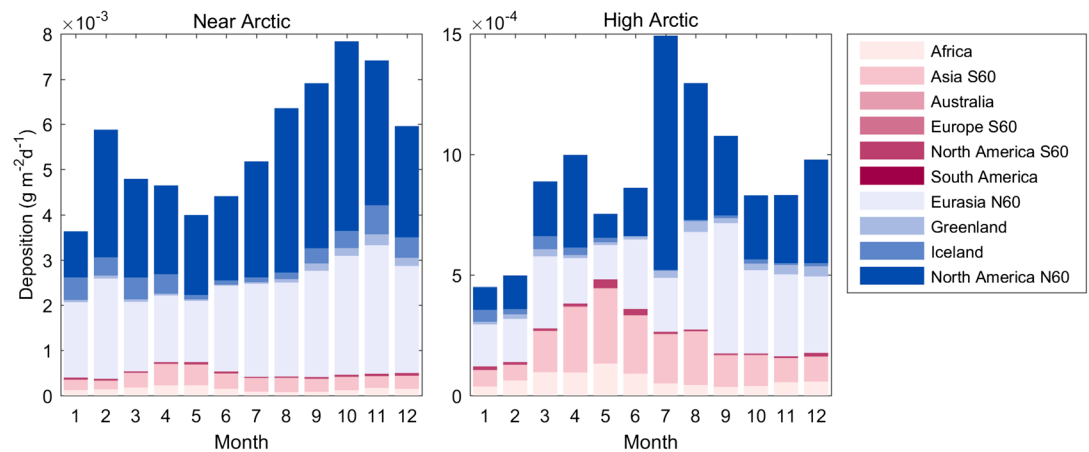 ×10⁻³
Near Arctic
8
7
6
5
4
3
2
1
0
Deposition (g m⁻²d⁻¹)
1 2 3 4 5 6 7 8 9 10 11 12
Month
×10⁻⁴
High Arctic
15
10
5
0
1 2 3 4 5 6 7 8 9 10 11 12
Month
Africa
Asia S60
Australia
Europe S60
North America S60
South America
Eurasia N60
Greenland
Iceland
North America N60